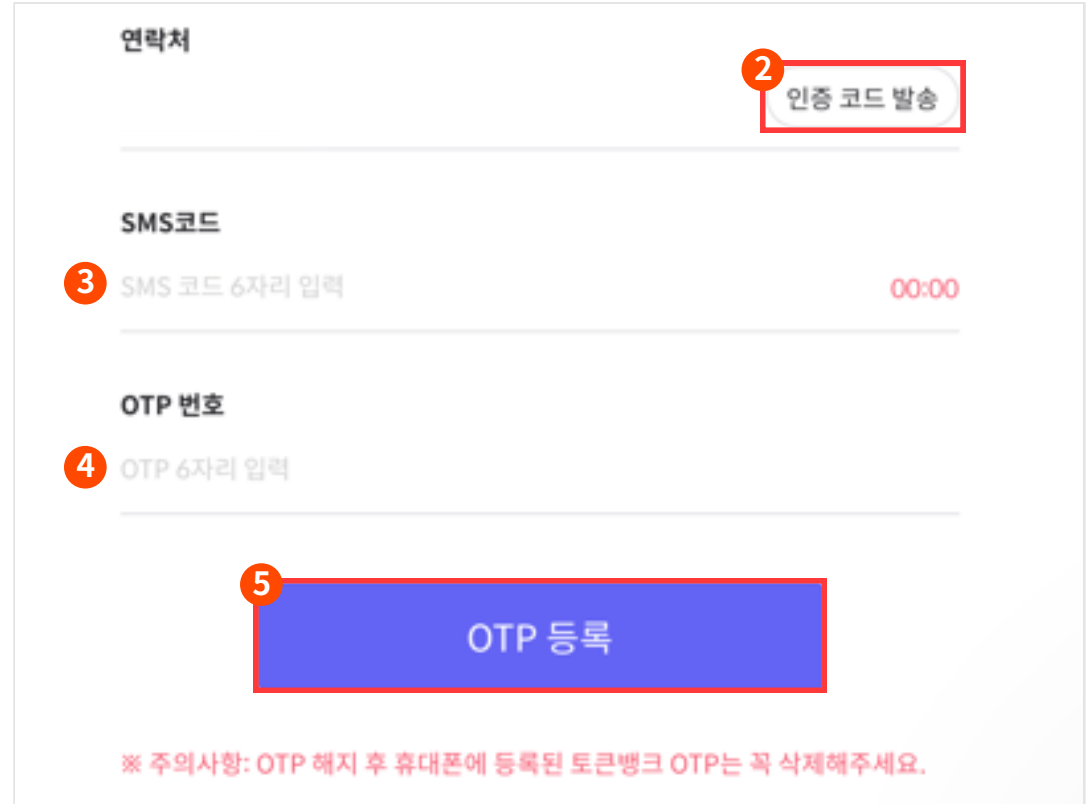 연락처
2
인증 코드 발송
SMS코드
3 SMS 코드 6자리 입력 00:00
OTP 번호
4 OTP 6자리 입력
5
OTP 등록
※ 주의사항: OTP 해지 후 휴대폰에 등록된 토큰뱅크 OTP는 꼭 삭제해주세요.